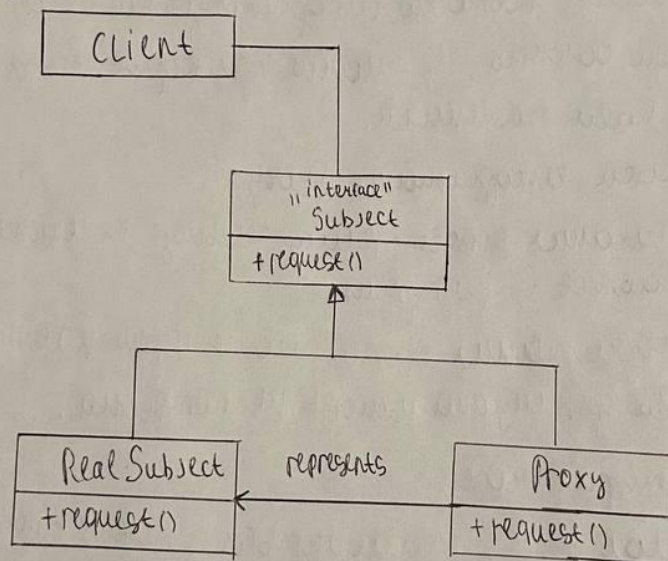 Client
„interface"
Subject
+request()
RealSubject
+request()
represents
Proxy
+request()